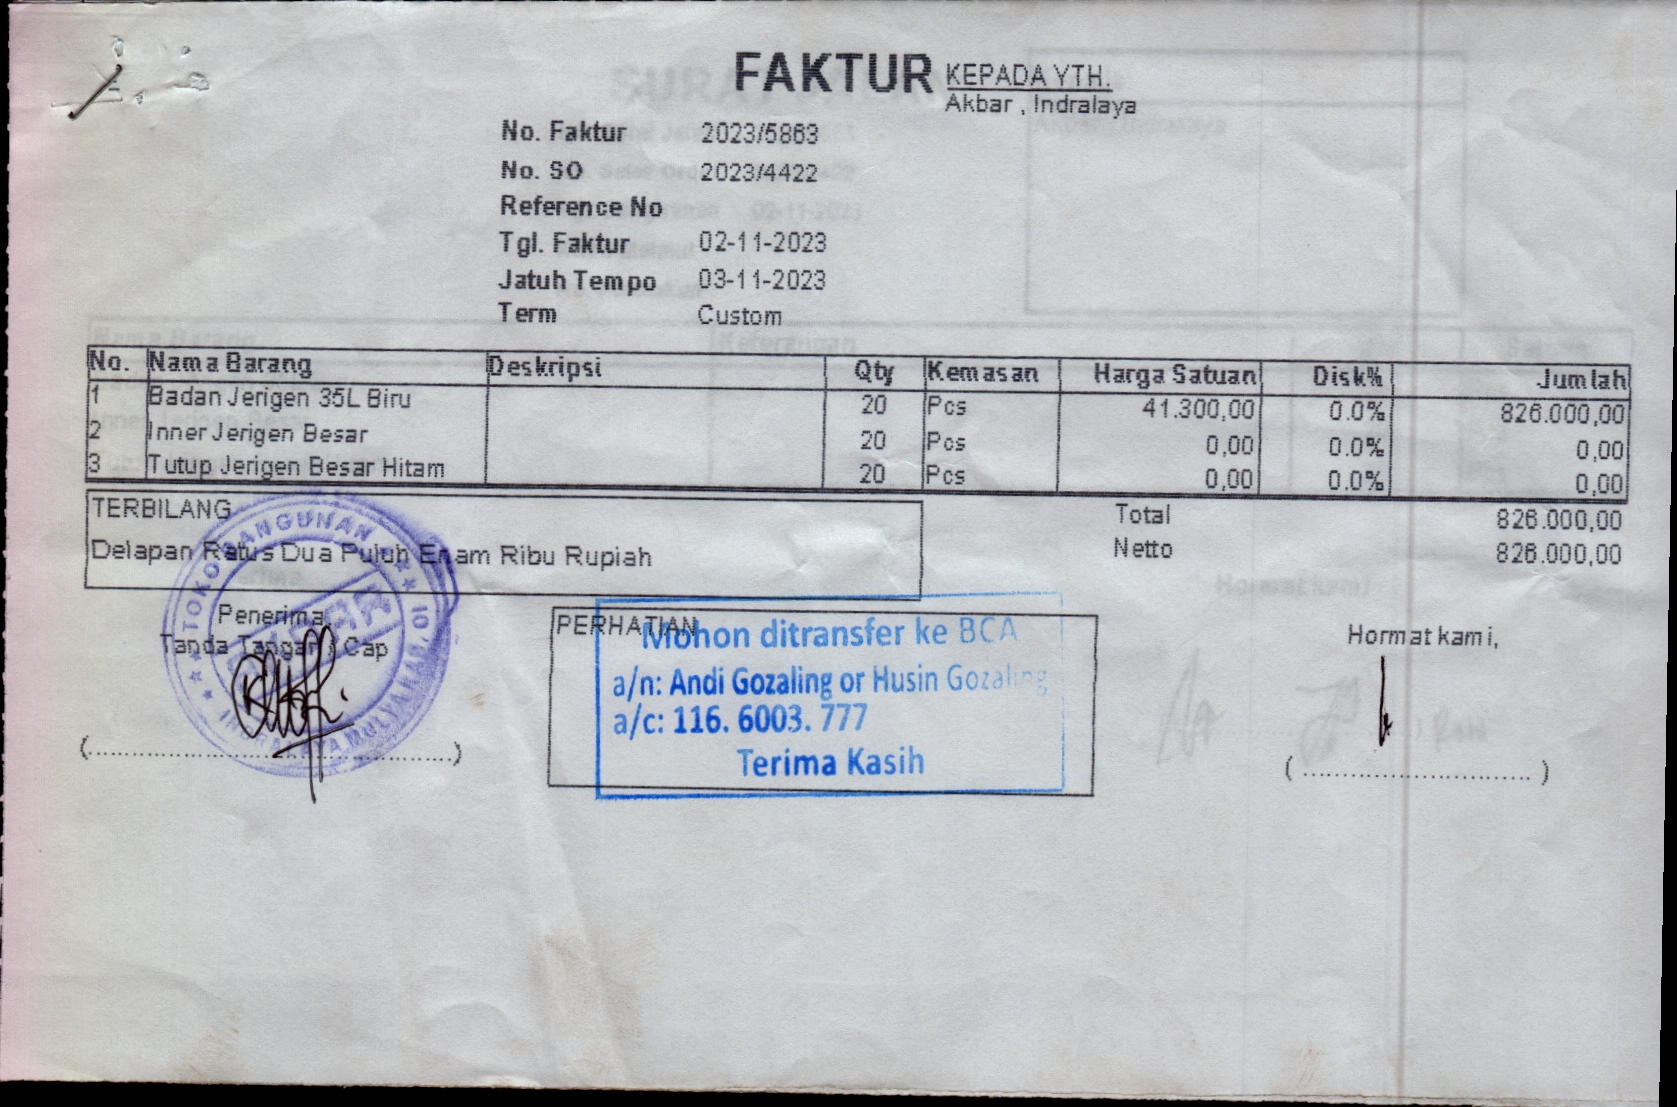 FAKTUR
KEPADA YTH.
Akbar , Indralaya
No. Faktur 2023/5863
No. SO 2023/4422
Reference No
Tgl. Faktur 02-11-2023
Jatuh Tempo 03-11-2023
Term Custom
No. Nama Barang Deskripsi Qty Kemasan Harga Satuan Disk% Jumlah
1 Badan Jerigen 35L Biru 20 Pcs 41.300,00 0.0% 826.000,00
2 Inner Jerigen Besar 20 Pcs 0,00 0.0% 0,00
3 Tutup Jerigen Besar Hitam 20 Pcs 0,00 0.0% 0,00
TERBILANG
Delapan Ratus Dua Puluh Enam Ribu Rupiah
Total 826.000,00
Netto 826.000,00
Penerima,
Tanda Tangan / Cap
(....................................................)
TOKO BANGUNAN
AKBAR
PERHATIAN
Mohon ditransfer ke BCA
a/n: Andi Gozaling or Husin Gozaling
a/c: 116. 6003. 777
Terima Kasih
Hormat kami,
( ................................ )